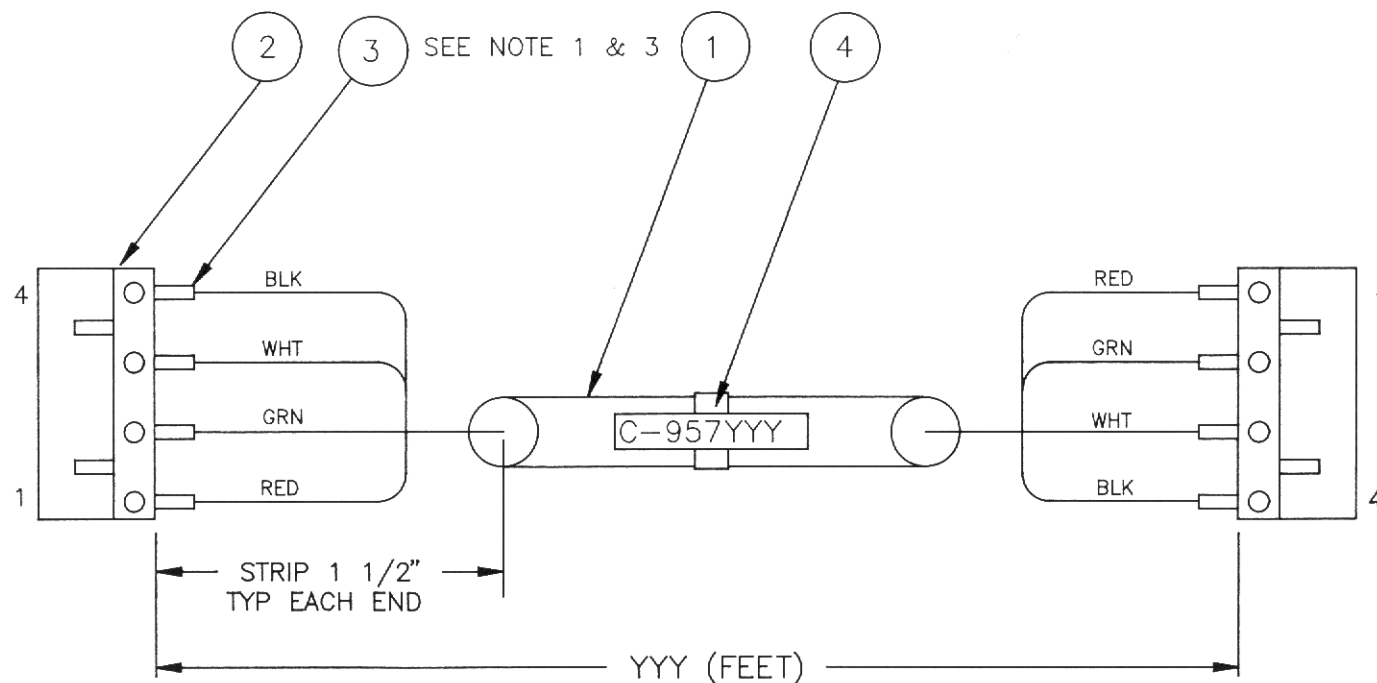 2 3 SEE NOTE 1 & 3 1 4
4 BLK RED
WHT GRN
GRN C-957YYY WHT
1 RED BLK 4
STRIP 1 1/2"
TYP EACH END
YYY (FEET)